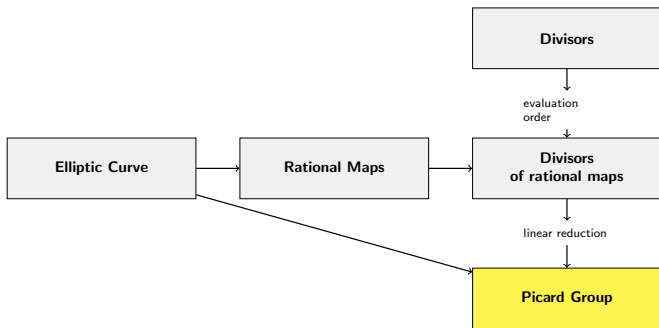 Divisors
evaluation
order
Elliptic Curve
Rational Maps
Divisors
of rational maps
linear reduction
Picard Group